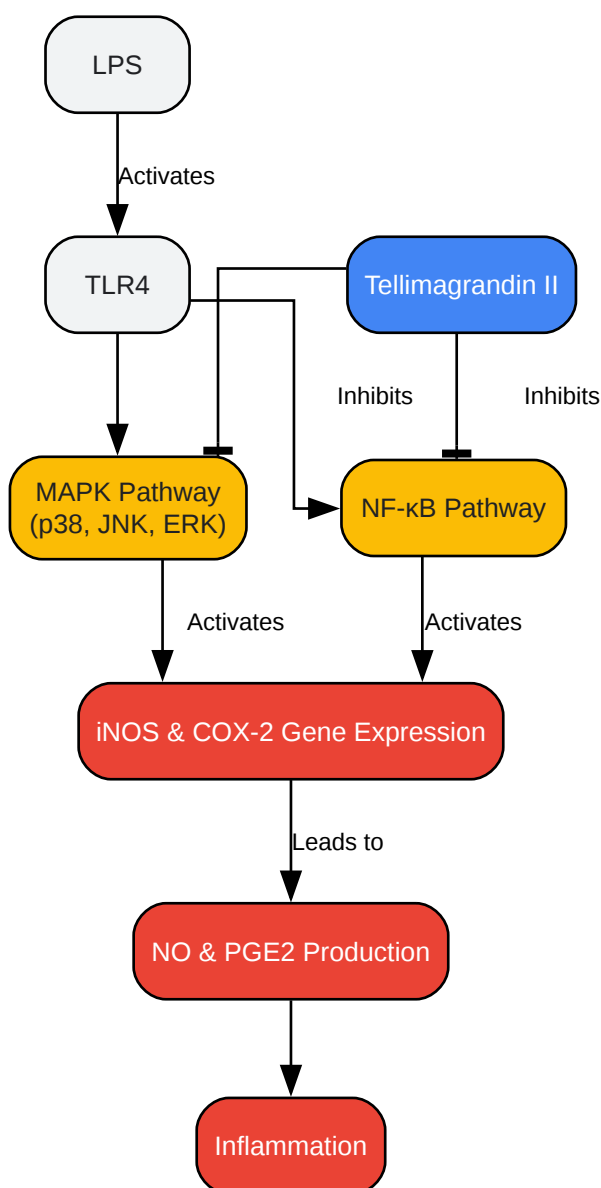 LPS
Activates
TLR4
Tellimagrandin II
Inhibits
Inhibits
MAPK Pathway
(p38, JNK, ERK)
NF-κB Pathway
Activates
Activates
iNOS & COX-2 Gene Expression
Leads to
NO & PGE2 Production
Inflammation